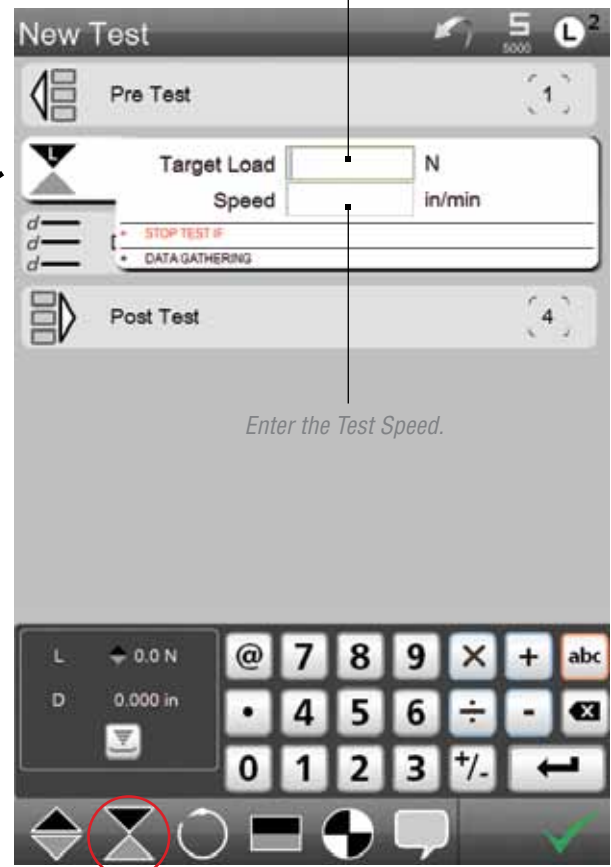 New Test
5
5000
L 2
Pre Test
1
L
Target Load N
Speed in/min
d
d
d
• STOP TEST IF
• DATA GATHERING
Post Test
4
Enter the Test Speed.
L 0.0 N
D 0.000 in
@ 7 8 9 × + abc
• 4 5 6 ÷ -
0 1 2 3 +/-